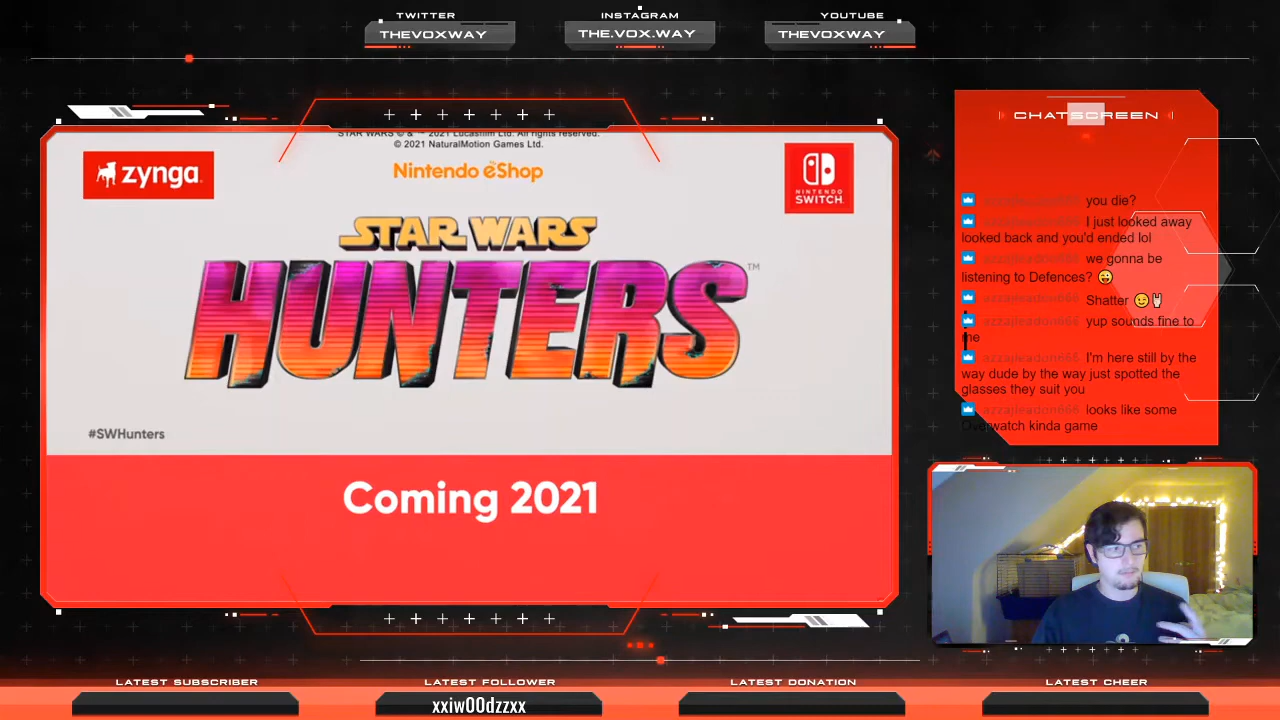 TWITTER
THEVOXWAY
INSTAGRAM
THE.VOX.WAY
YOUTUBE
THEVOXWAY
STAR WARS © & ™ 2021 Lucasfilm Ltd. All rights reserved.
© 2021 NaturalMotion Games Ltd.
zynga
Nintendo eShop
NINTENDO
SWITCH
STAR WARS
HUNTERS™
#SWHunters
Coming 2021
CHATSCREEN
you die?
I just looked away
looked back and you'd ended lol
we gonna be
listening to Defences? 😜
Shatter 😉🤘
azzajleadon666 yup sounds fine to
me
azzajleadon666 I'm here still by the
way dude by the way just spotted the
glasses they suit you
azzajleadon666 looks like some
Overwatch kinda game
LATEST SUBSCRIBER
LATEST FOLLOWER
xxiw00dzzxx
LATEST DONATION
LATEST CHEER